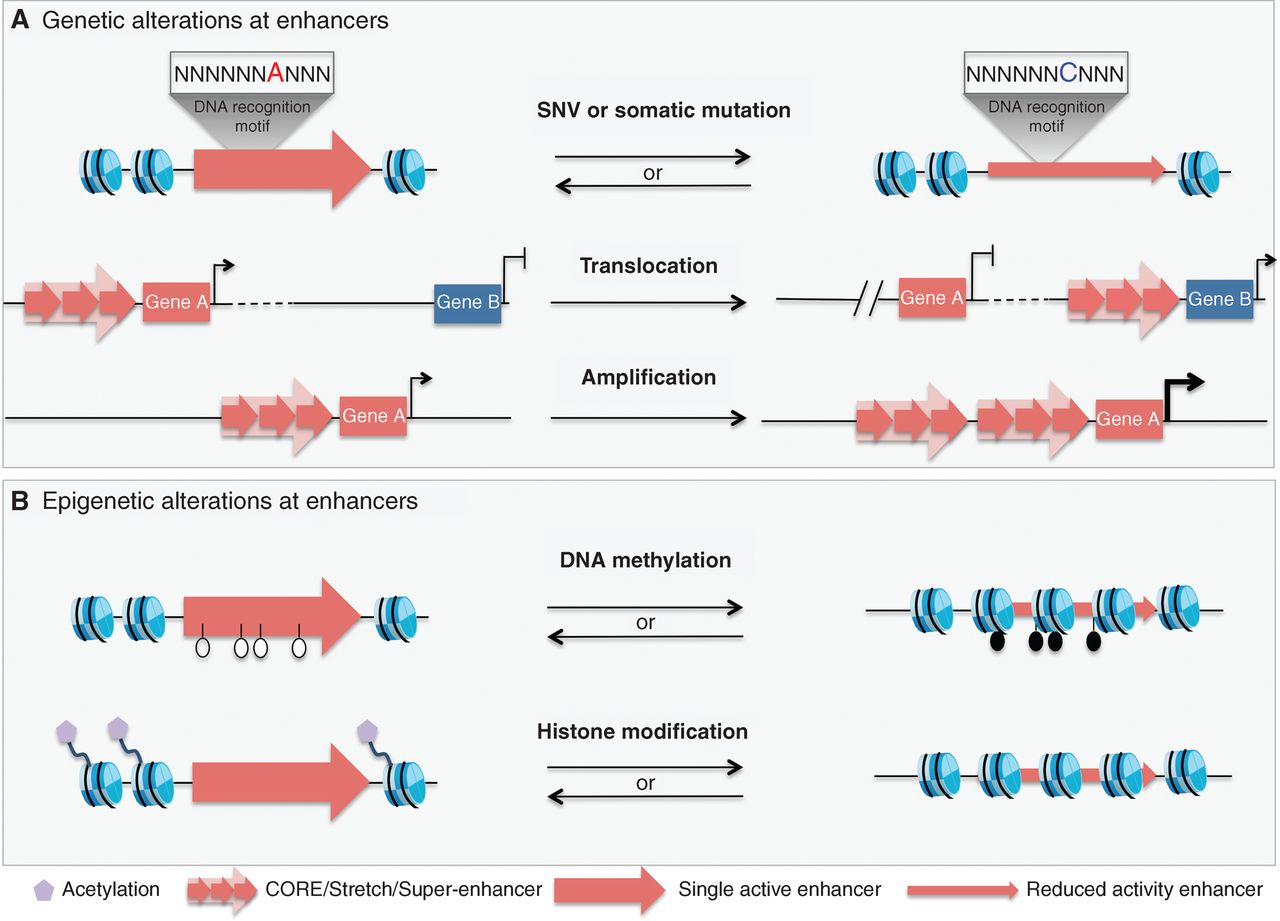 A Genetic alterations at enhancers
NNNNNNANNN
DNA recognition
motif
SNV or somatic mutation
or
NNNNNNCNNN
DNA recognition
motif
Gene A
Gene B
Translocation
Gene A
Gene B
Gene A
Amplification
Gene A
B Epigenetic alterations at enhancers
DNA methylation
or
Histone modification
or
Acetylation
CORE/Stretch/Super-enhancer
Single active enhancer
Reduced activity enhancer